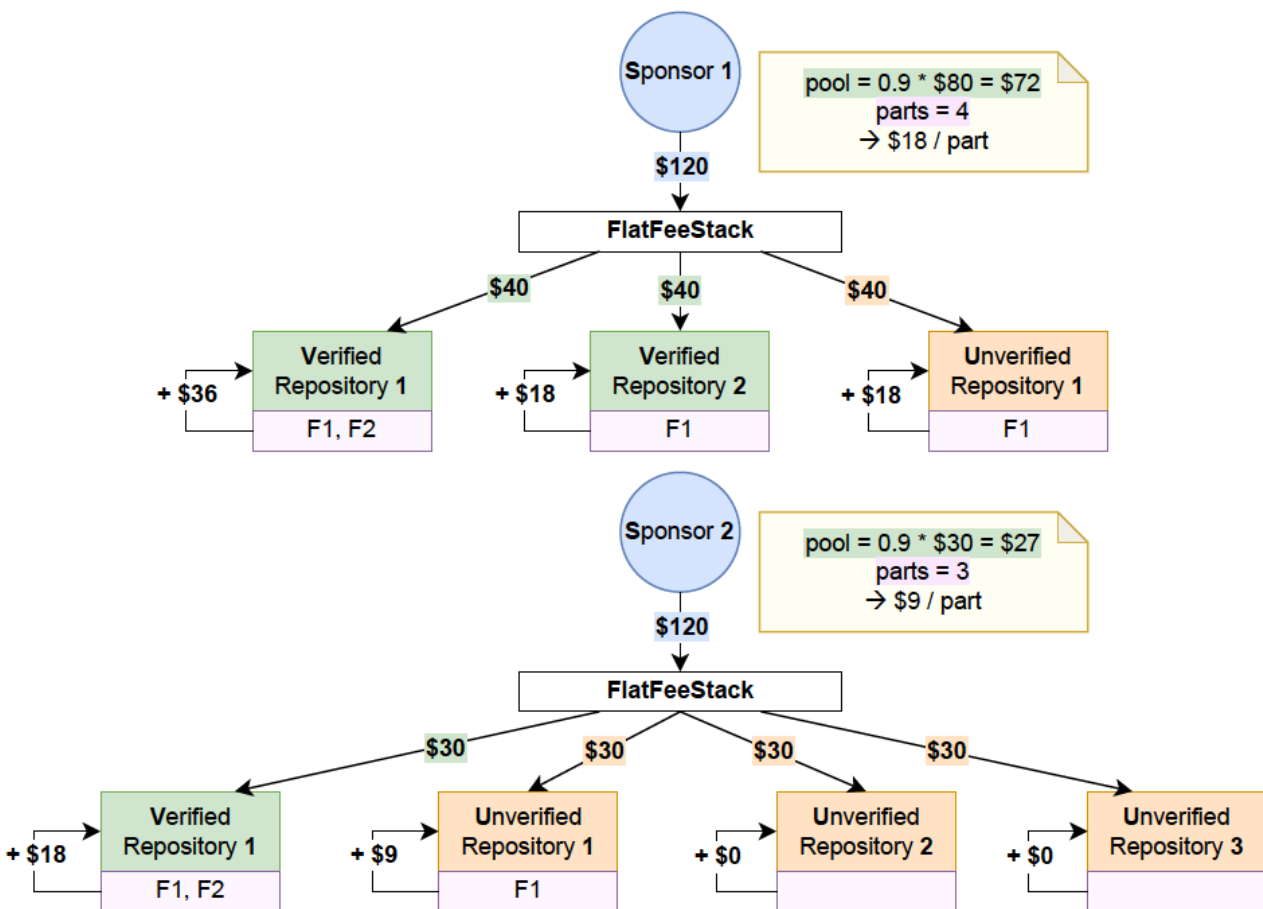 Sponsor 1
pool = 0.9 * $80 = $72
parts = 4
→ $18 / part
$120
FlatFeeStack
$40
$40
$40
Verified
Repository 1
+ $36
F1, F2
Verified
Repository 2
+ $18
F1
Unverified
Repository 1
+ $18
F1
Sponsor 2
pool = 0.9 * $30 = $27
parts = 3
→ $9 / part
$120
FlatFeeStack
$30
$30
$30
$30
Verified
Repository 1
+ $18
F1, F2
Unverified
Repository 1
+ $9
F1
Unverified
Repository 2
+ $0
Unverified
Repository 3
+ $0